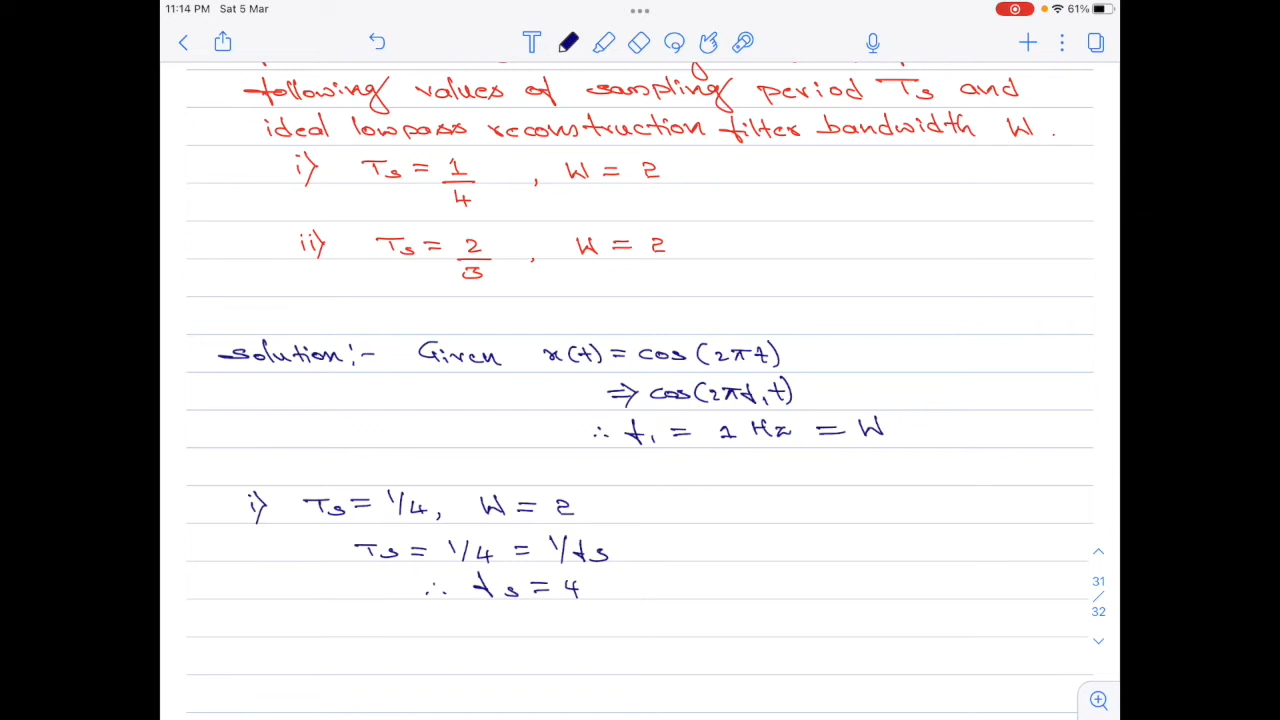 11:14 PM Sat 5 Mar
61%
following values of sampling period Ts and
ideal lowpass reconstruction filter bandwidth W.
i) Ts = 1/4, W = 2
ii) Ts = 2/3, W = 2
Solution:- Given x(t) = cos(2πt)
⇒ cos(2πf₁t)
∴ f₁ = 1 Hz = W
i) Ts = 1/4, W = 2
Ts = 1/4 = 1/fs
∴ fs = 4
31
/
32